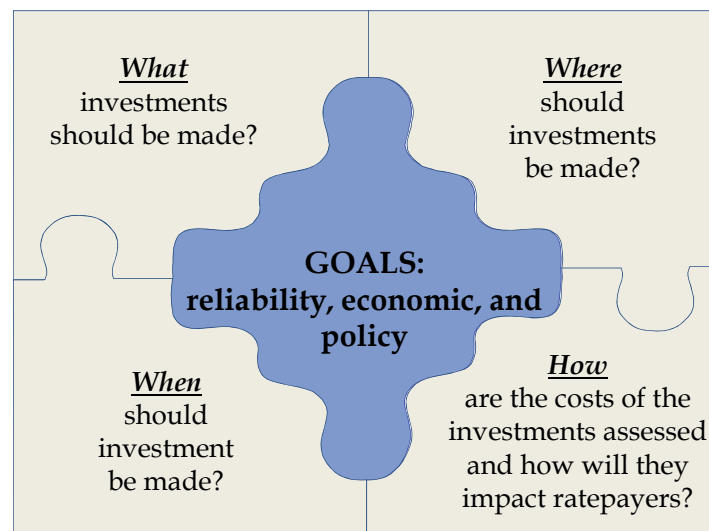 What
investments
should be made?
Where
should
investments
be made?
GOALS:
reliability, economic, and
policy
When
should
investment
be made?
How
are the costs of the
investments assessed
and how will they
impact ratepayers?